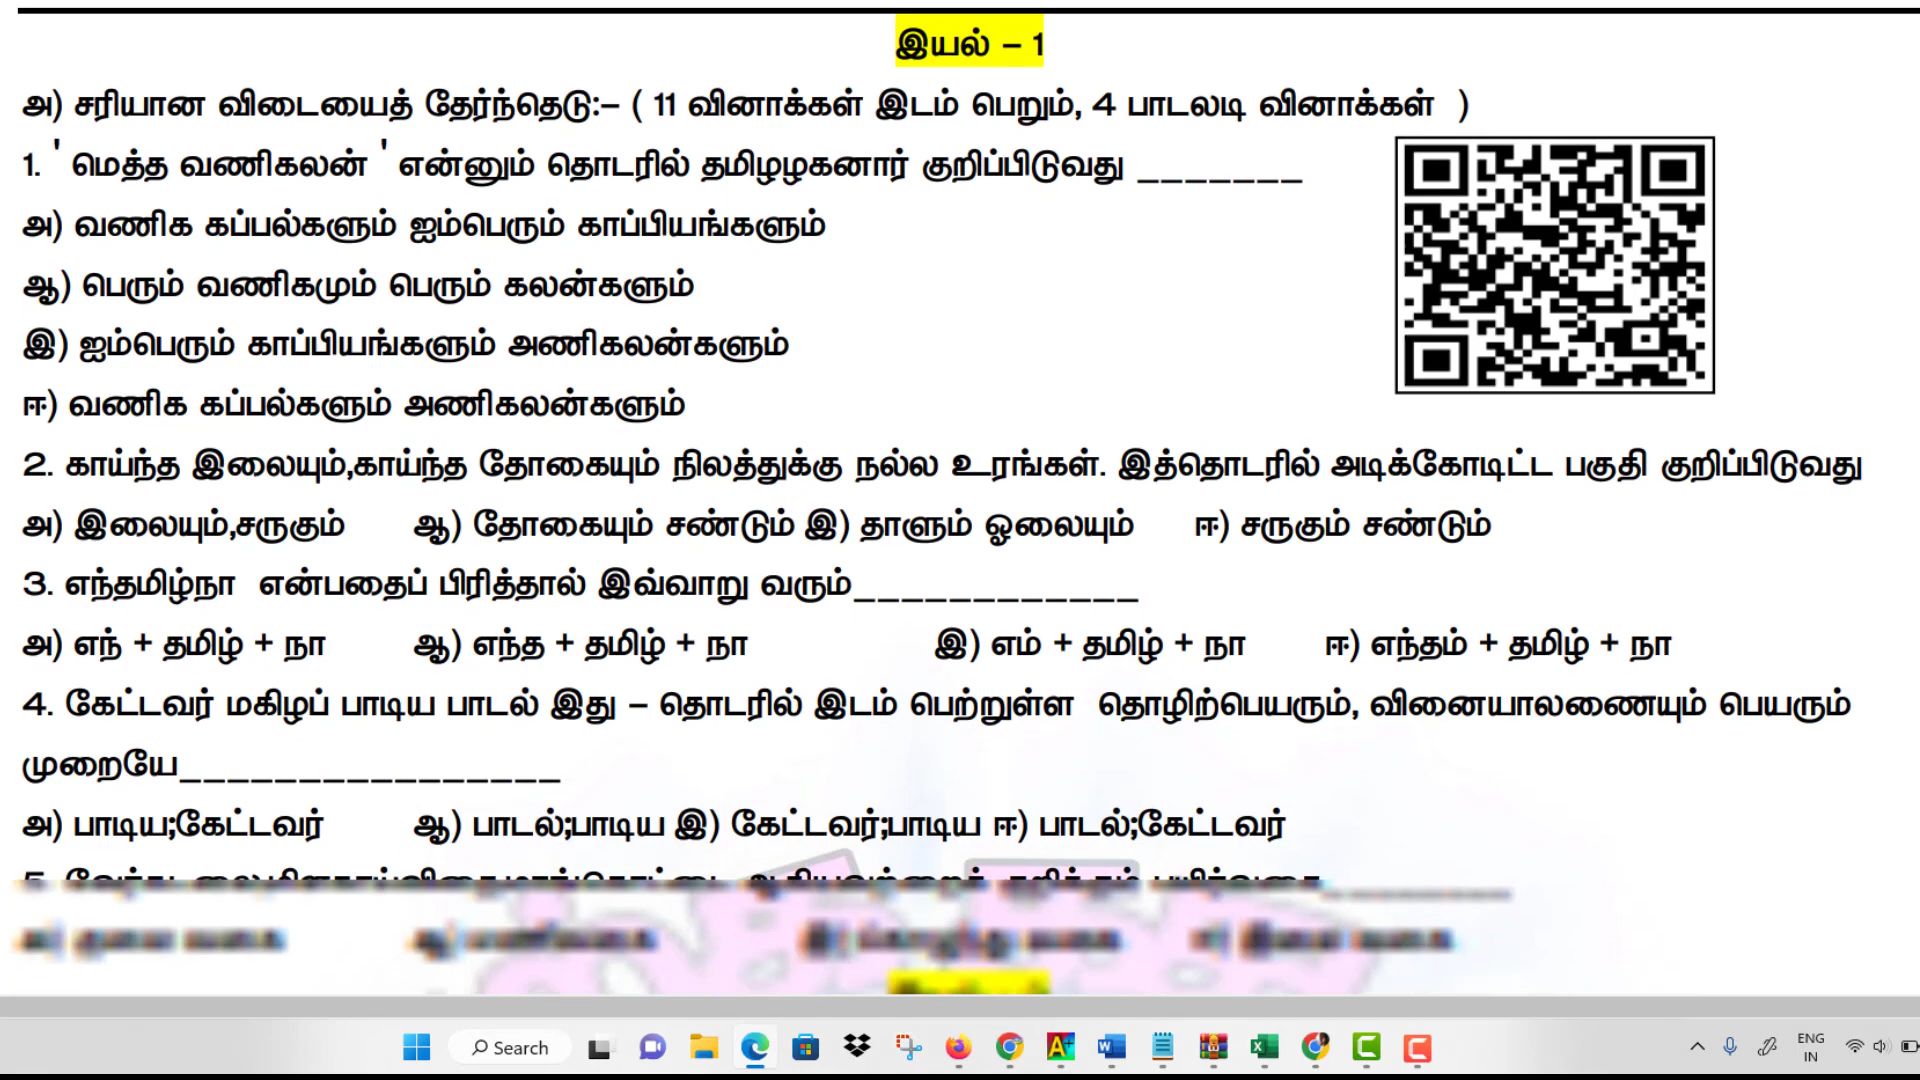 இயல் – 1
அ) சரியான விடையைத் தேர்ந்தெடு:– ( 11 வினாக்கள் இடம் பெறும், 4 பாடலடி வினாக்கள் )
1. ' மெத்த வணிகலன் ' என்னும் தொடரில் தமிழழகனார் குறிப்பிடுவது _______
அ) வணிக கப்பல்களும் ஐம்பெரும் காப்பியங்களும்
ஆ) பெரும் வணிகமும் பெரும் கலன்களும்
இ) ஐம்பெரும் காப்பியங்களும் அணிகலன்களும்
ஈ) வணிக கப்பல்களும் அணிகலன்களும்
2. காய்ந்த இலையும்,காய்ந்த தோகையும் நிலத்துக்கு நல்ல உரங்கள். இத்தொடரில் அடிக்கோடிட்ட பகுதி குறிப்பிடுவது
அ) இலையும்,சருகும் ஆ) தோகையும் சண்டும் இ) தாளும் ஓலையும் ஈ) சருகும் சண்டும்
3. எந்தமிழ்நா என்பதைப் பிரித்தால் இவ்வாறு வரும்____________
அ) எந் + தமிழ் + நா ஆ) எந்த + தமிழ் + நா இ) எம் + தமிழ் + நா ஈ) எந்தம் + தமிழ் + நா
4. கேட்டவர் மகிழப் பாடிய பாடல் இது – தொடரில் இடம் பெற்றுள்ள தொழிற்பெயரும், வினையாலணையும் பெயரும்
முறையே________________
அ) பாடிய;கேட்டவர் ஆ) பாடல்;பாடிய இ) கேட்டவர்;பாடிய ஈ) பாடல்;கேட்டவர்
Search
ENG
IN